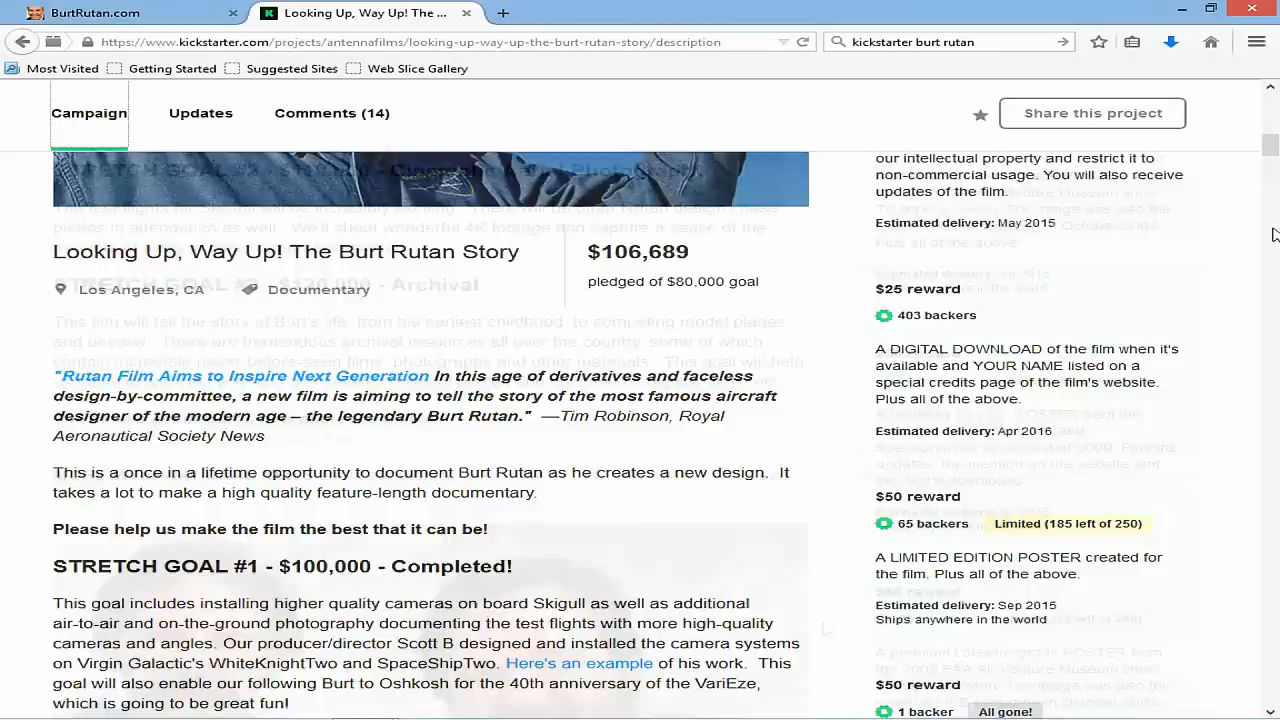 BurtRutan.com
Looking Up, Way Up! The ...
https://www.kickstarter.com/projects/antennafilms/looking-up-way-up-the-burt-rutan-story/description
kickstarter burt rutan
Most Visited
Getting Started
Suggested Sites
Web Slice Gallery
Campaign
Updates
Comments (14)
Share this project
Looking Up, Way Up! The Burt Rutan Story
Los Angeles, CA
Documentary
$106,689
pledged of $80,000 goal
"Rutan Film Aims to Inspire Next Generation In this age of derivatives and faceless
design-by-committee, a new film is aiming to tell the story of the most famous aircraft
designer of the modern age – the legendary Burt Rutan." —Tim Robinson, Royal
Aeronautical Society News
This is a once in a lifetime opportunity to document Burt Rutan as he creates a new design. It
takes a lot to make a high quality feature-length documentary.
Please help us make the film the best that it can be!
STRETCH GOAL #1 - $100,000 - Completed!
This goal includes installing higher quality cameras on board Skigull as well as additional
air-to-air and on-the-ground photography documenting the test flights with more high-quality
cameras and angles. Our producer/director Scott B designed and installed the camera systems
on Virgin Galactic's WhiteKnightTwo and SpaceShipTwo. Here's an example of his work. This
goal will also enable our following Burt to Oshkosh for the 40th anniversary of the VariEze,
which is going to be great fun!
our intellectual property and restrict it to
non-commercial usage. You will also receive
updates of the film.
Estimated delivery: May 2015
$25 reward
403 backers
A DIGITAL DOWNLOAD of the film when it's
available and YOUR NAME listed on a
special credits page of the film's website.
Plus all of the above.
Estimated delivery: Apr 2016
$50 reward
65 backers
Limited (185 left of 250)
A LIMITED EDITION POSTER created for
the film. Plus all of the above.
Estimated delivery: Sep 2015
Ships anywhere in the world
$50 reward
1 backer
All gone!